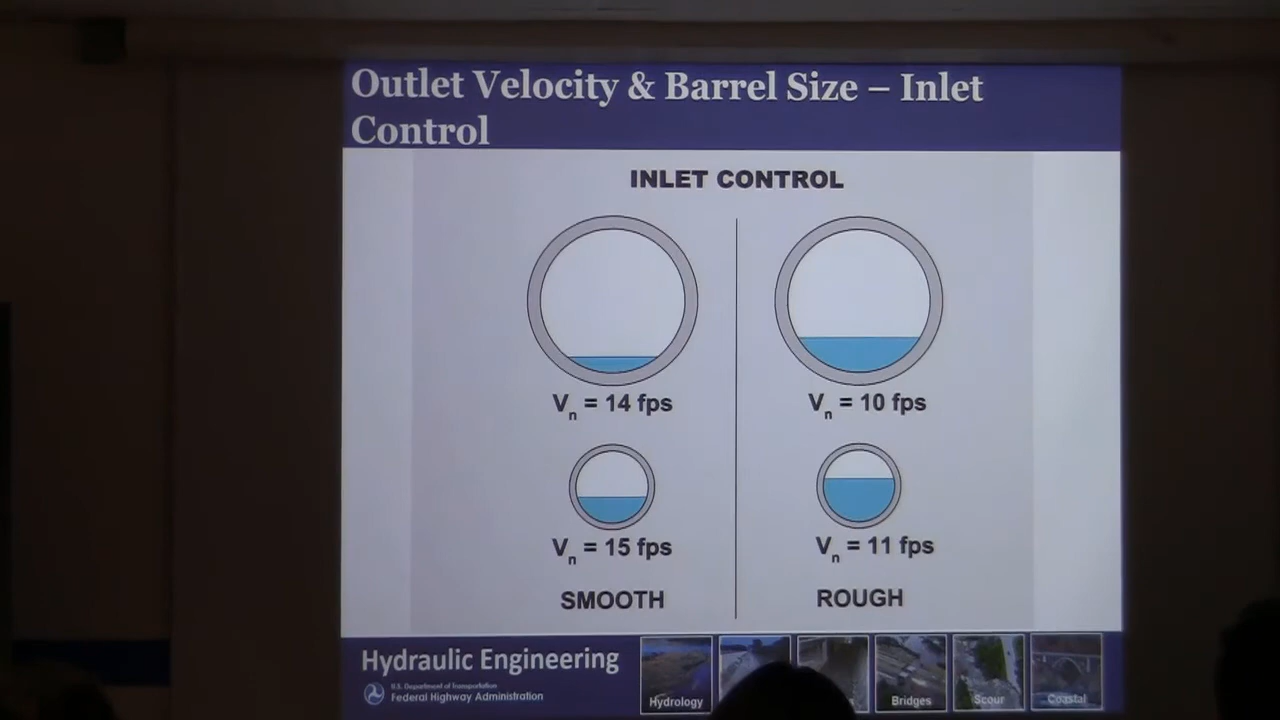 Outlet Velocity & Barrel Size – Inlet
Control
INLET CONTROL
Vn = 14 fps
Vn = 10 fps
Vn = 15 fps
Vn = 11 fps
SMOOTH
ROUGH
Hydraulic Engineering
U.S. Department of Transportation
Federal Highway Administration
Hydrology
Bridges
Scour
Coastal